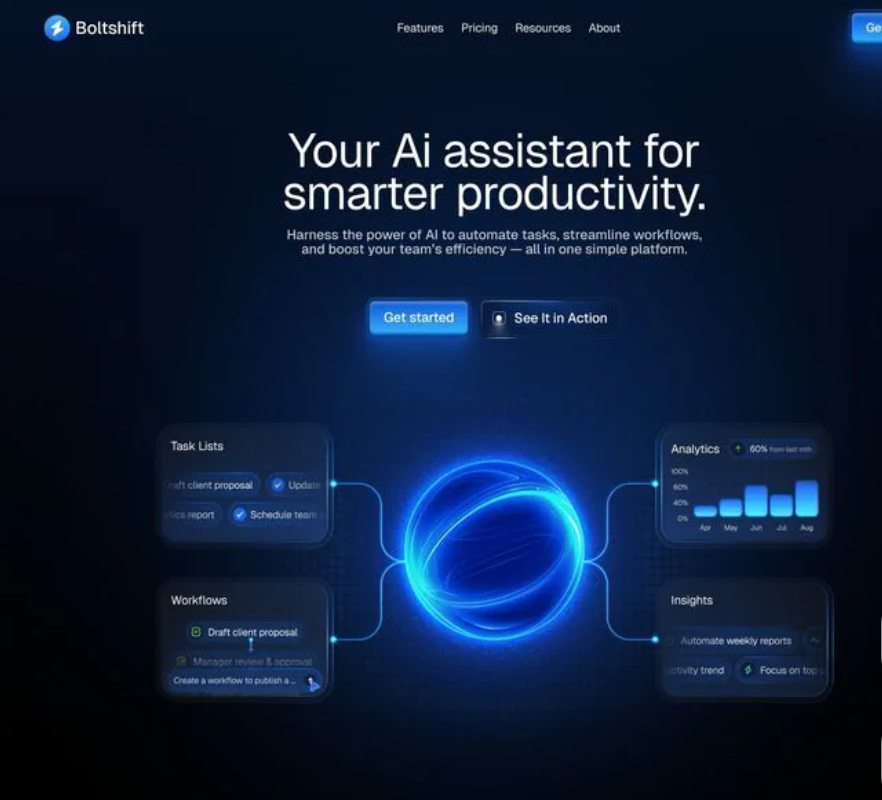 Boltshift
Features Pricing Resources About
Your Ai assistant for
smarter productivity.
Harness the power of AI to automate tasks, streamline workflows,
and boost your team's efficiency — all in one simple platform.
Get started
See It in Action
Task Lists
client proposal
Update
report
Schedule team
Workflows
Draft client proposal
Manager review & approval
Create a workflow to publish a ...
Analytics
60% from last mth
100%
60%
40%
0%
Apr May Jun Jul Aug
Insights
Automate weekly reports
trend
Focus on top